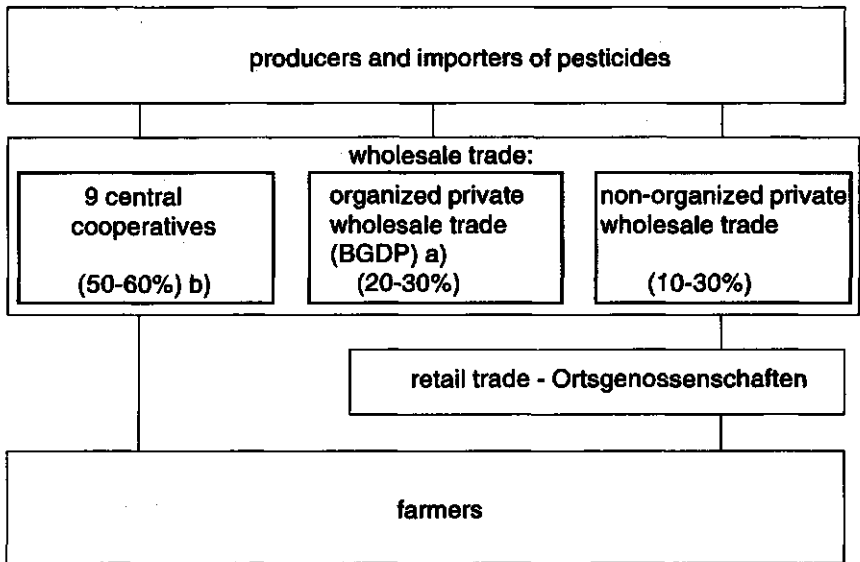 producers and importers of pesticides
wholesale trade:
9 central
cooperatives
(50-60%) b)
organized private
wholesale trade
(BGDP) a)
(20-30%)
non-organized private
wholesale trade
(10-30%)
retail trade - Ortsgenossenschaften
farmers